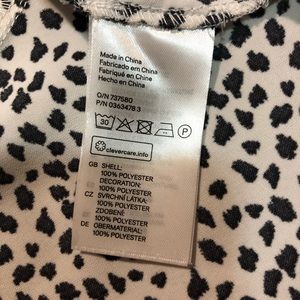 Made in China
Fabricado em China
Fabriqué en Chine
Hecho en China
O/N 737580
P/N 0363478 3
30 P
clevercare.info
GB SHELL:
100% POLYESTER
DECORATION:
100% POLYESTER
CZ SVRCHNÍ LÁTKA:
100% POLYESTER
ZDOBENÍ:
100% POLYESTER
DE OBERMATERIAL:
100% POLYESTER